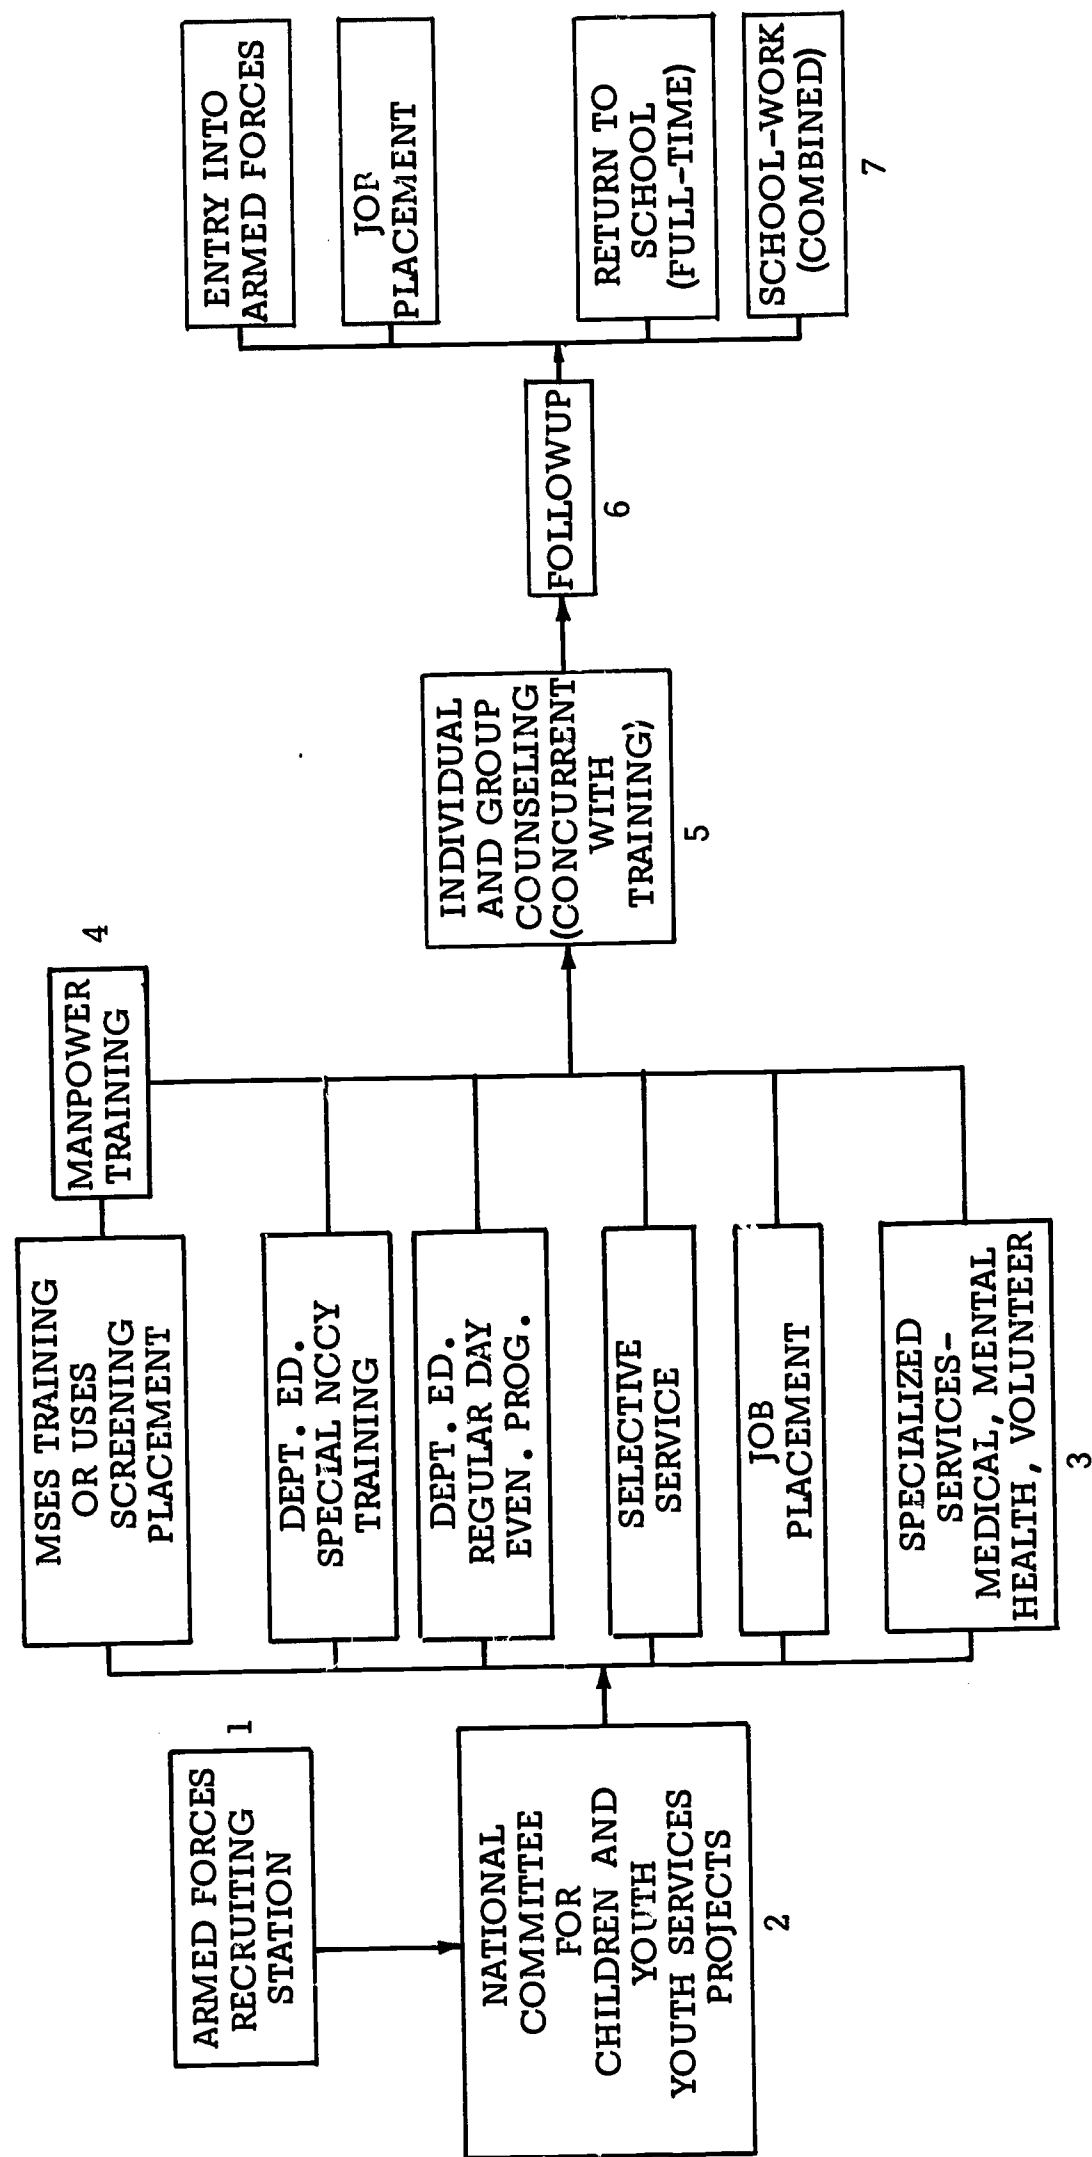 ARMED FORCES
RECRUITING
STATION
1
NATIONAL
COMMITTEE
FOR
CHILDREN AND
YOUTH
YOUTH SERVICES
PROJECTS
2
MSES TRAINING
OR USES
SCREENING
PLACEMENT
DEPT. ED.
SPECIAL NCCY
TRAINING
DEPT. ED.
REGULAR DAY
EVEN. PROG.
SELECTIVE
SERVICE
JOB
PLACEMENT
SPECIALIZED
SERVICES-
MEDICAL, MENTAL
HEALTH, VOLUNTEER
3
MANPOWER
TRAINING
4
INDIVIDUAL
AND GROUP
COUNSELING
(CONCURRENT
WITH
TRAINING)
5
FOLLOWUP
6
ENTRY INTO
ARMED FORCES
JOB
PLACEMENT
RETURN TO
SCHOOL
(FULL-TIME)
SCHOOL-WORK
(COMBINED)
7